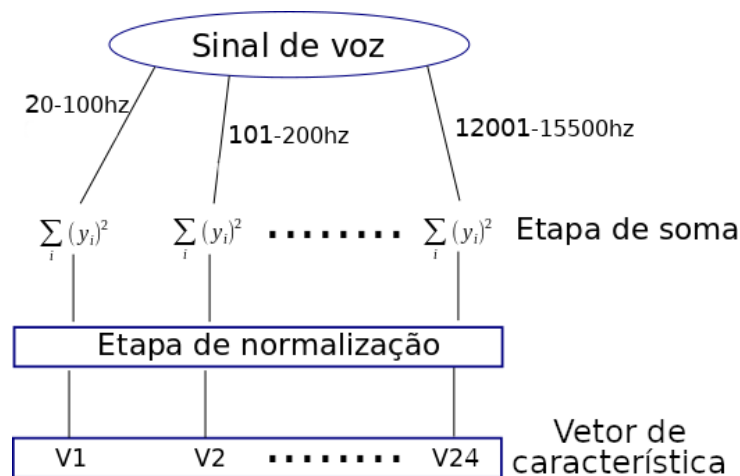 Sinal de voz
20-100hz
101-200hz
12001-15500hz
∑ᵢ (yᵢ)² ∑ᵢ (yᵢ)² ........ ∑ᵢ (yᵢ)² Etapa de soma
Etapa de normalização
V1 V2 ........ V24
Vetor de
característica